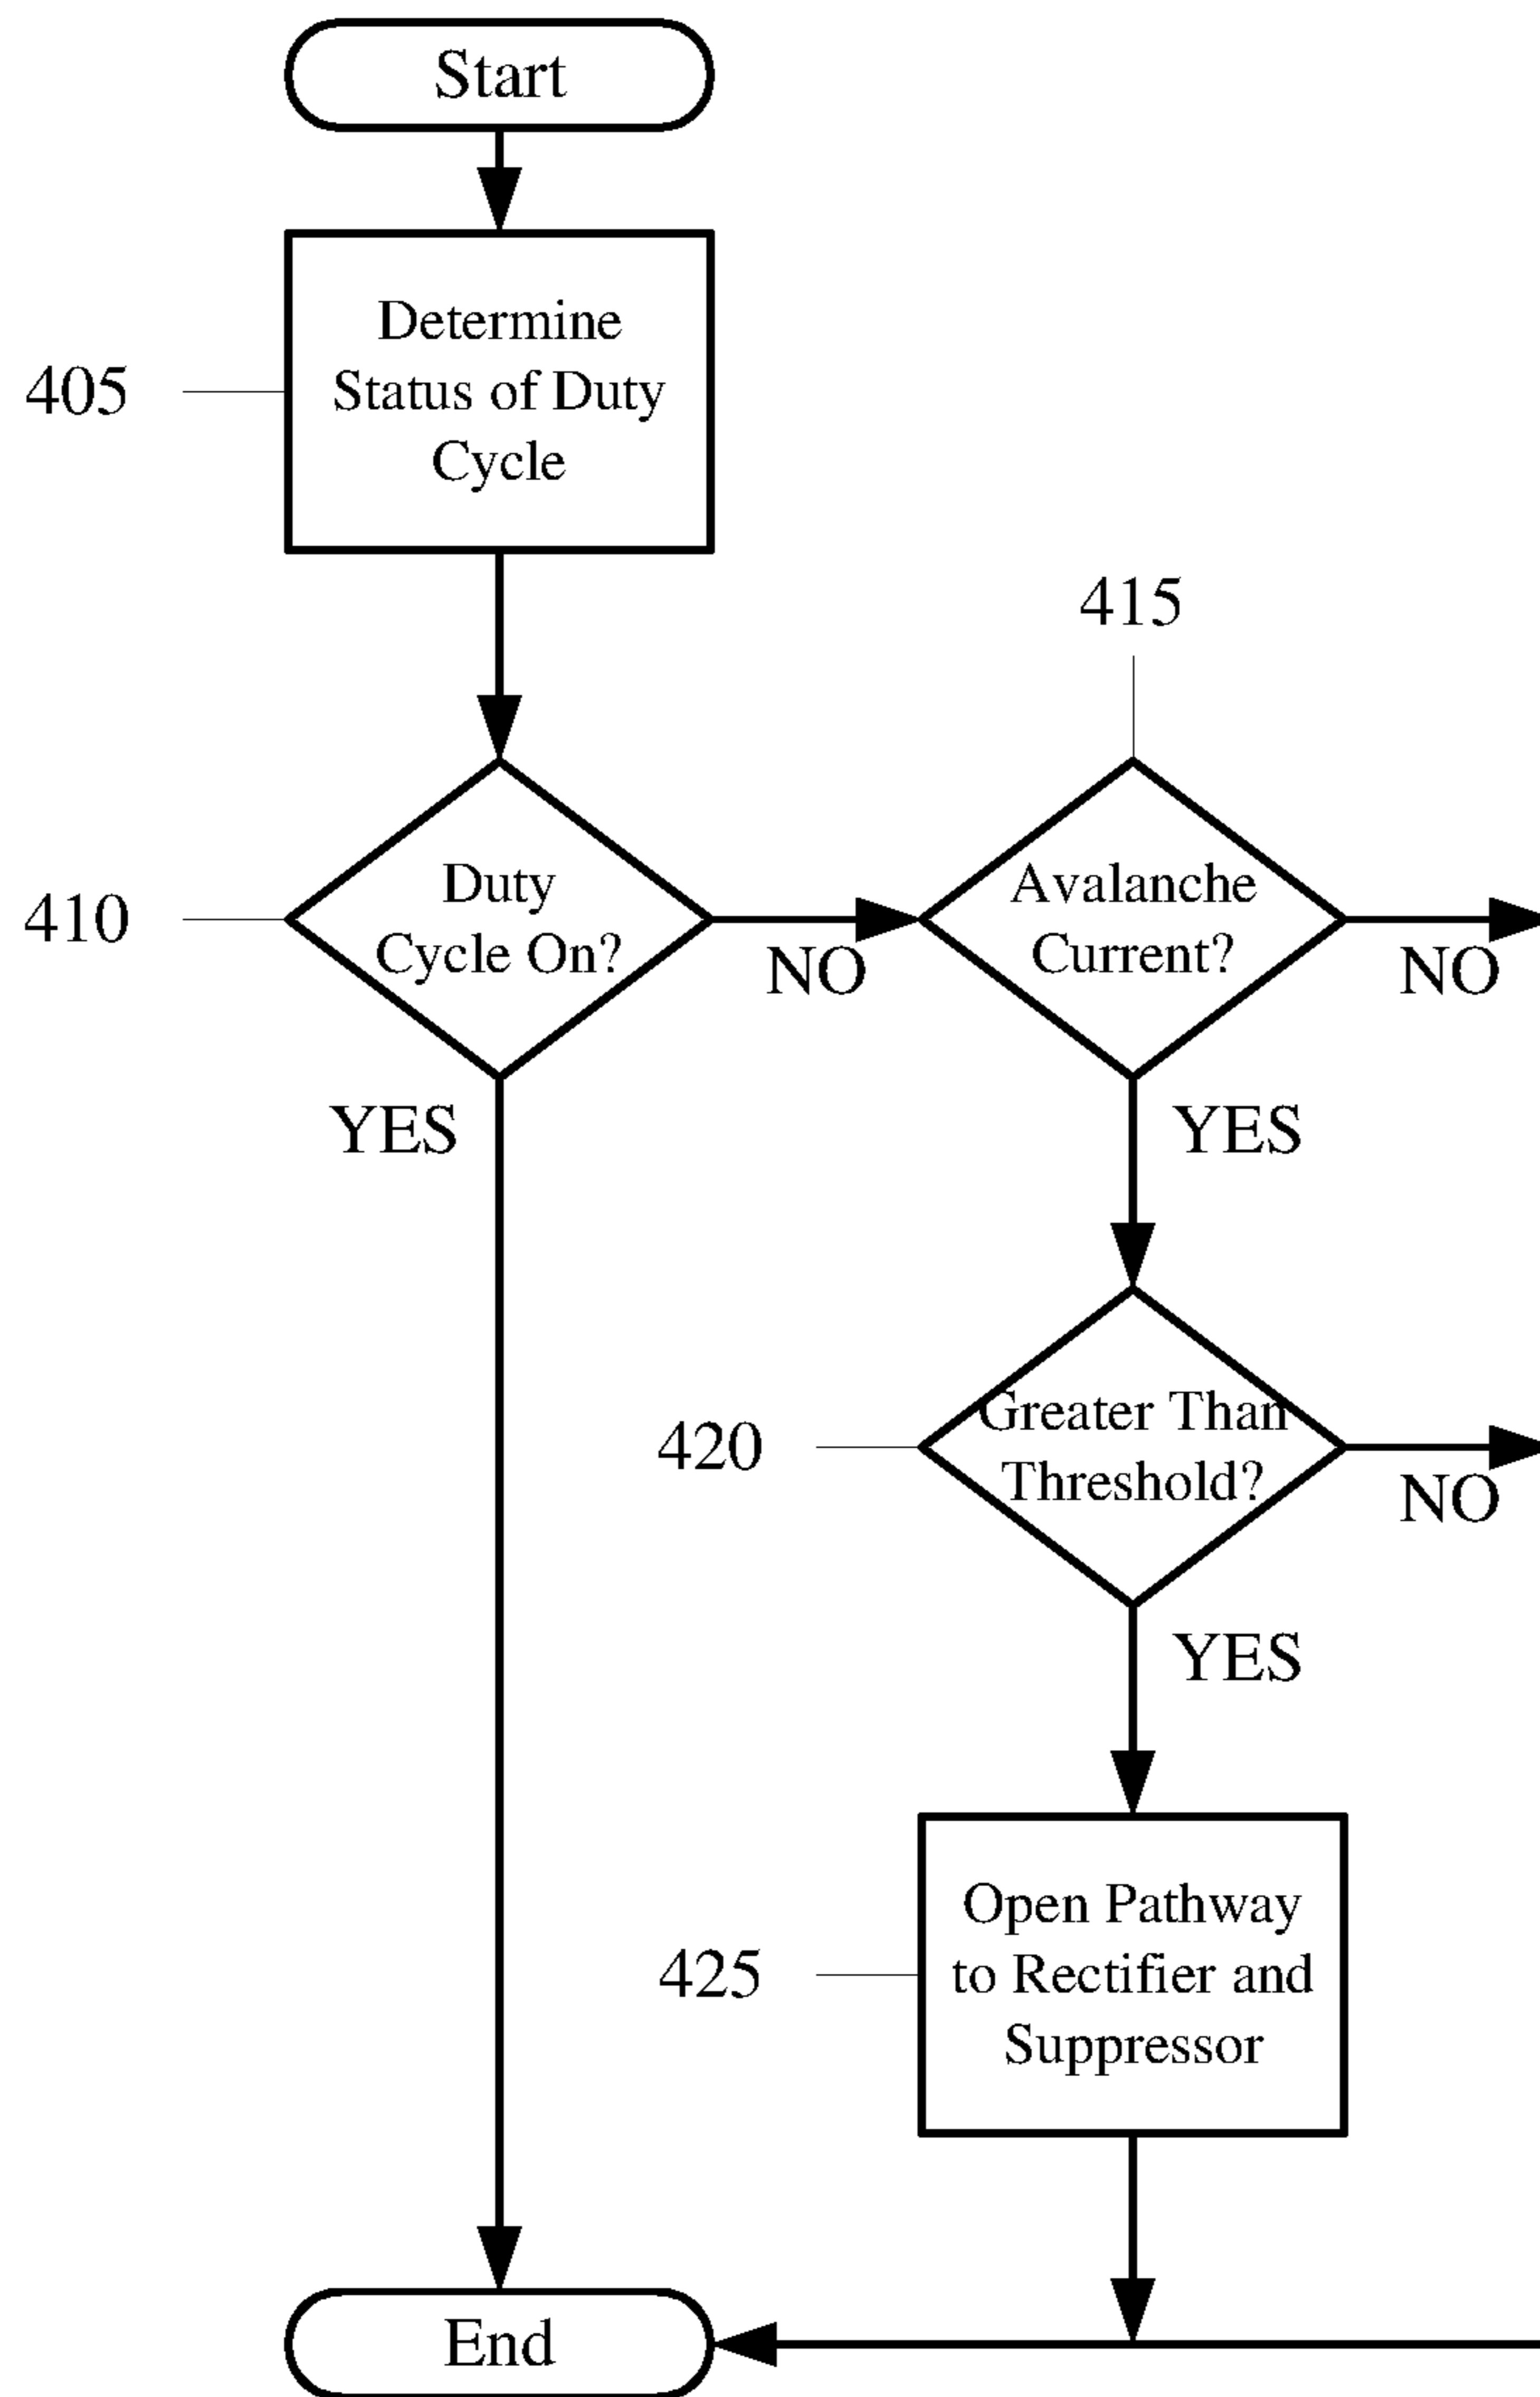 Start
405
Determine
Status of Duty
Cycle
415
410
Duty
Cycle On?
NO
Avalanche
Current?
NO
YES
YES
420
Greater Than
Threshold?
NO
YES
425
Open Pathway
to Rectifier and
Suppressor
End